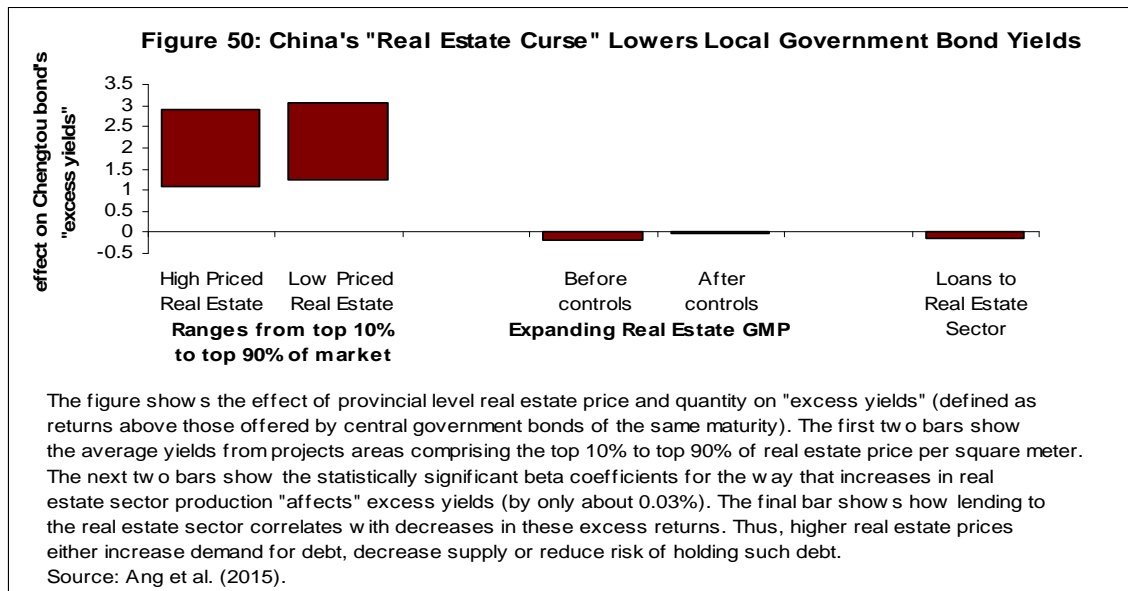 Figure 50: China's "Real Estate Curse" Lowers Local Government Bond Yields
effect on Chengtou bond's
"excess yields"
3.5
3
2.5
2
1.5
1
0.5
0
-0.5
High Priced
Real Estate
Low Priced
Real Estate
Before
controls
After
controls
Loans to
Real Estate
Sector
Ranges from top 10%
to top 90% of market
Expanding Real Estate GMP
The figure shows the effect of provincial level real estate price and quantity on "excess yields" (defined as
returns above those offered by central government bonds of the same maturity). The first two bars show
the average yields from projects areas comprising the top 10% to top 90% of real estate price per square meter.
The next two bars show the statistically significant beta coefficients for the way that increases in real
estate sector production "affects" excess yields (by only about 0.03%). The final bar shows how lending to
the real estate sector correlates with decreases in these excess returns. Thus, higher real estate prices
either increase demand for debt, decrease supply or reduce risk of holding such debt.
Source: Ang et al. (2015).